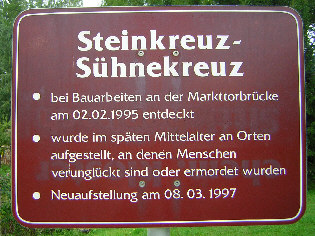 Steinkreuz-
Sühnekreuz
• bei Bauarbeiten an der Markttorbrücke
am 02.02.1995 entdeckt
• wurde im späten Mittelalter an Orten
aufgestellt, an denen Menschen
verunglückt sind oder ermordet wurden
• Neuaufstellung am 08. 03. 1997